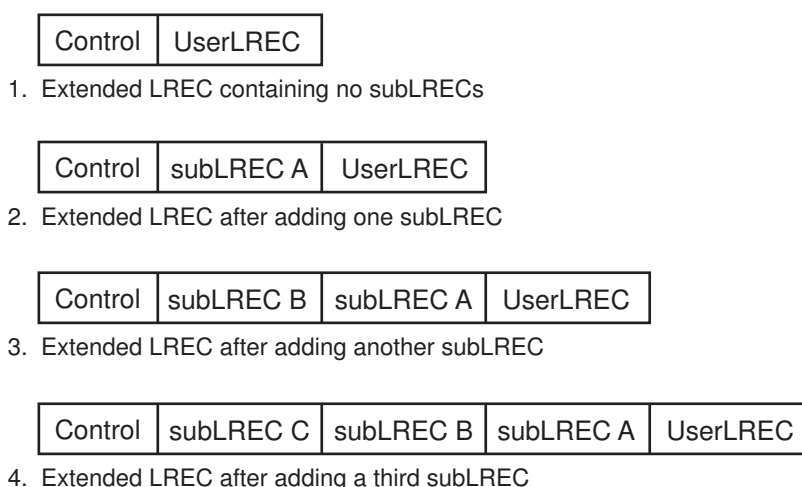 Control UserLREC
1. Extended LREC containing no subLRECs
Control subLREC A UserLREC
2. Extended LREC after adding one subLREC
Control subLREC B subLREC A UserLREC
3. Extended LREC after adding another subLREC
Control subLREC C subLREC B subLREC A UserLREC
4. Extended LREC after adding a third subLREC